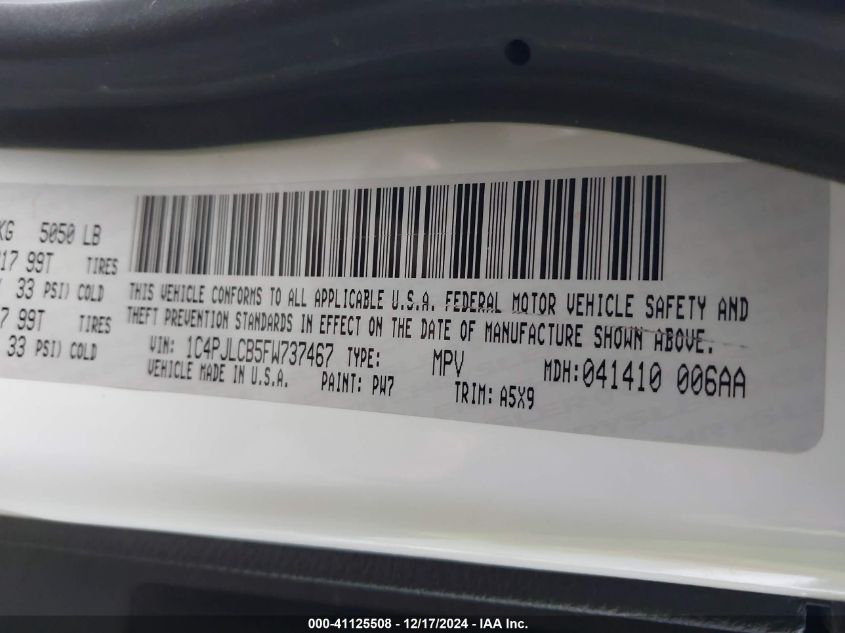 KG 5050 LB
17 99T TIRES
33 PSI) COLD
7 99T TIRES
33 PSI) COLD
THIS VEHICLE CONFORMS TO ALL APPLICABLE U.S.A. FEDERAL MOTOR VEHICLE SAFETY AND
THEFT PREVENTION STANDARDS IN EFFECT ON THE DATE OF MANUFACTURE SHOWN ABOVE.
VIN: 1C4PJLCB5FW737467 TYPE: MPV MDH:041410 006AA
VEHICLE MADE IN U.S.A. PAINT: PW7 TRIM: A5X9
000-41125508 - 12/17/2024 - IAA Inc.